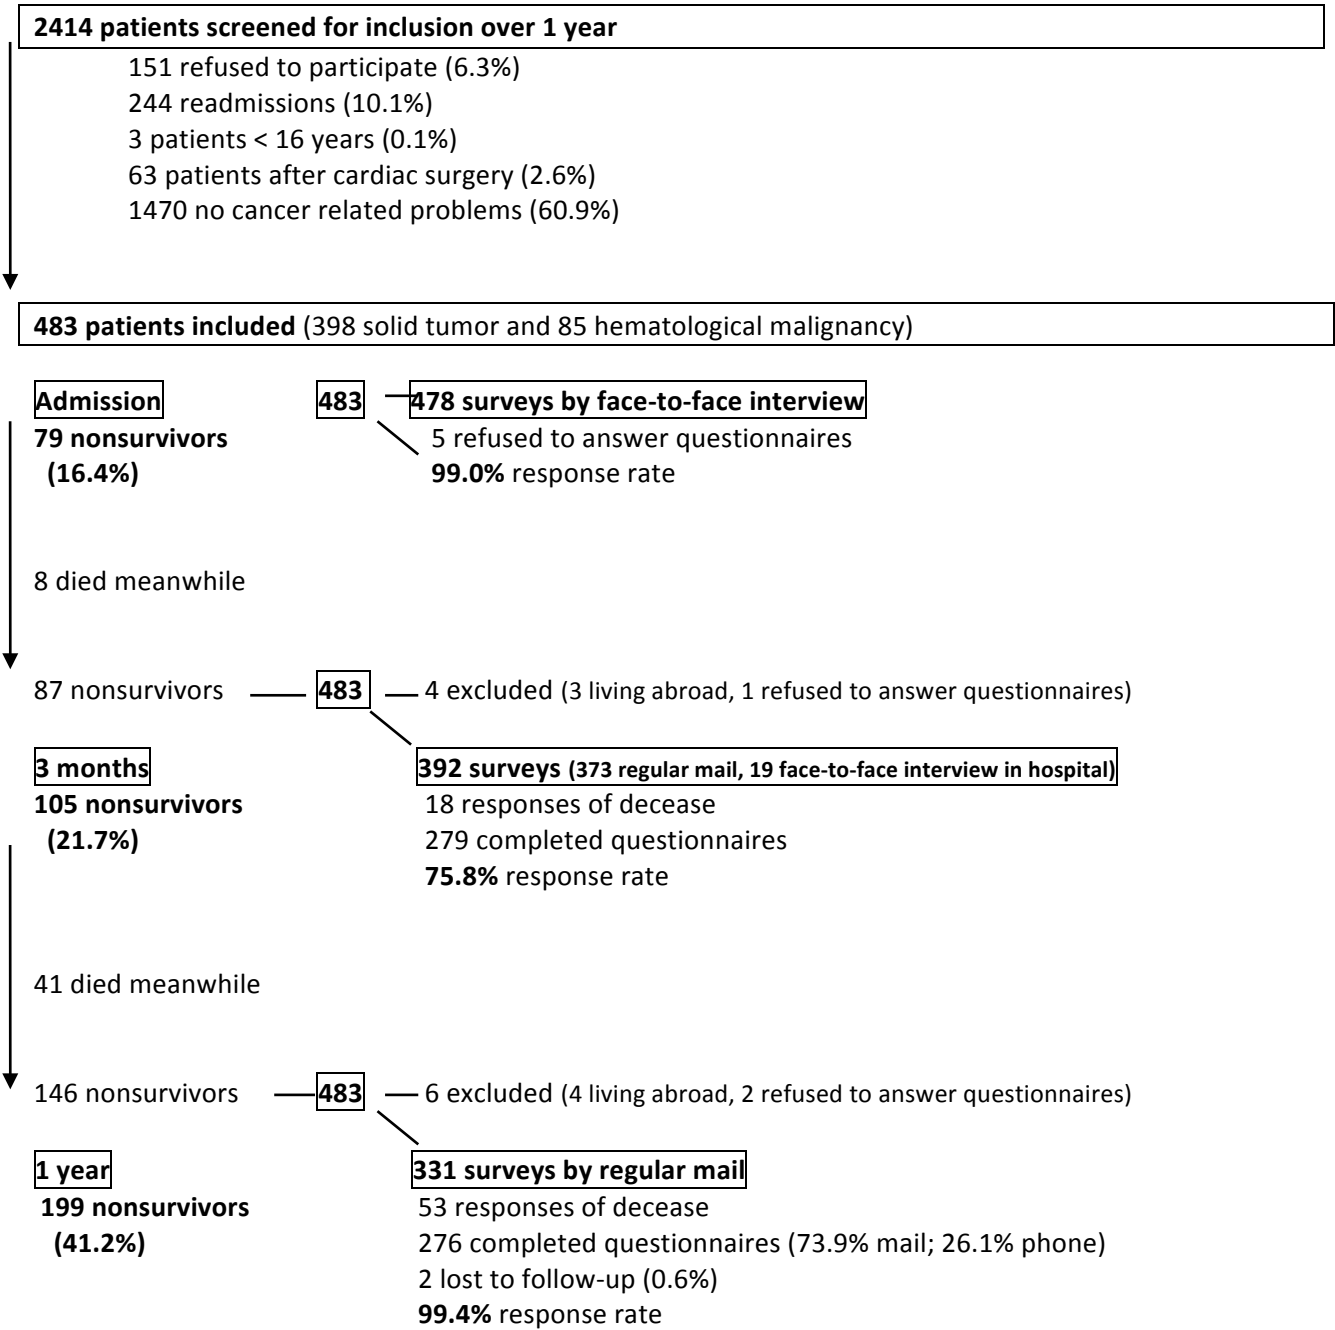 2414 patients screened for inclusion over 1 year
151 refused to participate (6.3%)
244 readmissions (10.1%)
3 patients < 16 years (0.1%)
63 patients after cardiac surgery (2.6%)
1470 no cancer related problems (60.9%)
483 patients included (398 solid tumor and 85 hematological malignancy)
Admission 483 478 surveys by face-to-face interview
79 nonsurvivors 5 refused to answer questionnaires
(16.4%) 99.0% response rate
8 died meanwhile
87 nonsurvivors 483 4 excluded (3 living abroad, 1 refused to answer questionnaires)
3 months 392 surveys (373 regular mail, 19 face-to-face interview in hospital)
105 nonsurvivors 18 responses of decease
(21.7%) 279 completed questionnaires
75.8% response rate
41 died meanwhile
146 nonsurvivors 483 6 excluded (4 living abroad, 2 refused to answer questionnaires)
1 year 331 surveys by regular mail
199 nonsurvivors 53 responses of decease
(41.2%) 276 completed questionnaires (73.9% mail; 26.1% phone)
2 lost to follow-up (0.6%)
99.4% response rate